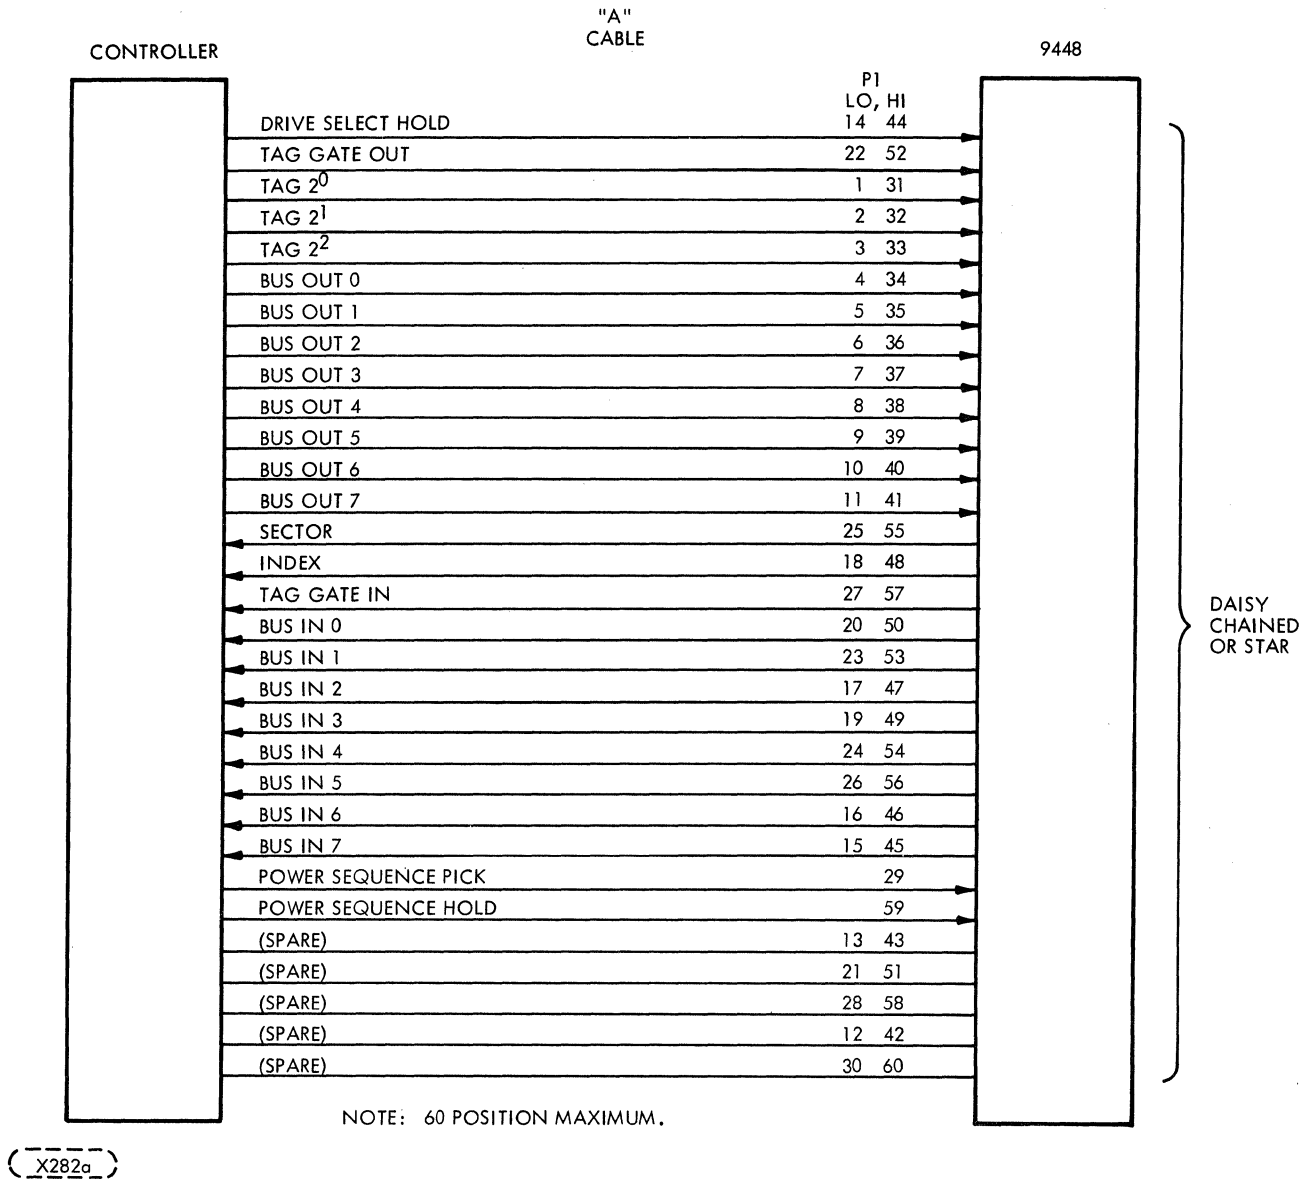 "A"
CABLE
CONTROLLER
9448
P1
LO, HI
DRIVE SELECT HOLD 14 44
TAG GATE OUT 22 52
TAG 2⁰ 1 31
TAG 2¹ 2 32
TAG 2² 3 33
BUS OUT 0 4 34
BUS OUT 1 5 35
BUS OUT 2 6 36
BUS OUT 3 7 37
BUS OUT 4 8 38
BUS OUT 5 9 39
BUS OUT 6 10 40
BUS OUT 7 11 41
SECTOR 25 55
INDEX 18 48
TAG GATE IN 27 57
BUS IN 0 20 50
BUS IN 1 23 53
BUS IN 2 17 47
BUS IN 3 19 49
BUS IN 4 24 54
BUS IN 5 26 56
BUS IN 6 16 46
BUS IN 7 15 45
POWER SEQUENCE PICK 29
POWER SEQUENCE HOLD 59
(SPARE) 13 43
(SPARE) 21 51
(SPARE) 28 58
(SPARE) 12 42
(SPARE) 30 60
DAISY
CHAINED
OR STAR
NOTE: 60 POSITION MAXIMUM.
X282a